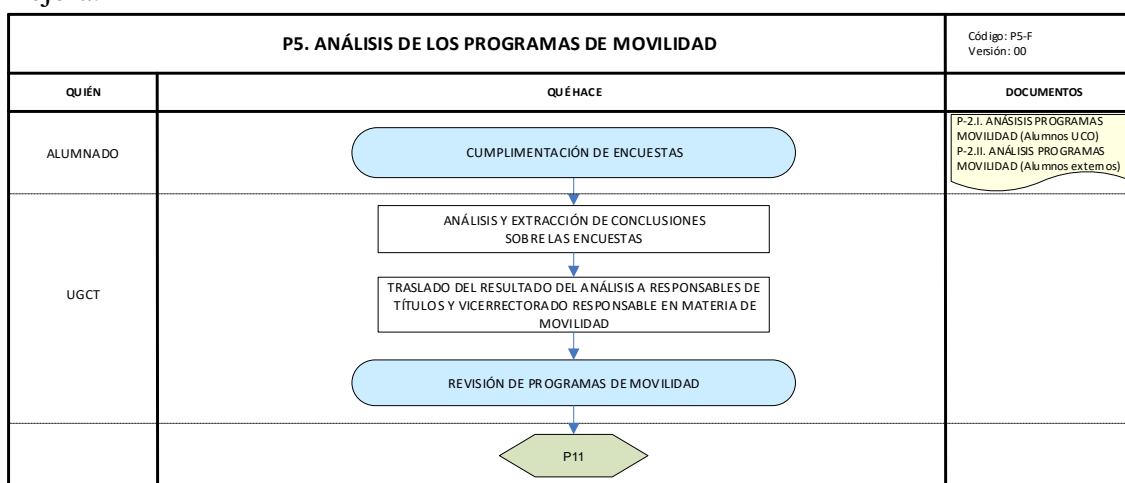 P5. ANÁLISIS DE LOS PROGRAMAS DE MOVILIDAD
Código: P5-F
Versión: 00
QUIÉN
QUÉ HACE
DOCUMENTOS
ALUMNADO
CUMPLIMENTACIÓN DE ENCUESTAS
P-2.I. ANÁSISIS PROGRAMAS
MOVILIDAD (Alumnos UCO)
P-2.II. ANÁLISIS PROGRAMAS
MOVILIDAD (Alumnos externos)
UGCT
ANÁLISIS Y EXTRACCIÓN DE CONCLUSIONES
SOBRE LAS ENCUESTAS
TRASLADO DEL RESULTADO DEL ANÁLISIS A RESPONSABLES DE
TÍTULOS Y VICERRECTORADO RESPONSABLE EN MATERIA DE
MOVILIDAD
REVISIÓN DE PROGRAMAS DE MOVILIDAD
P11